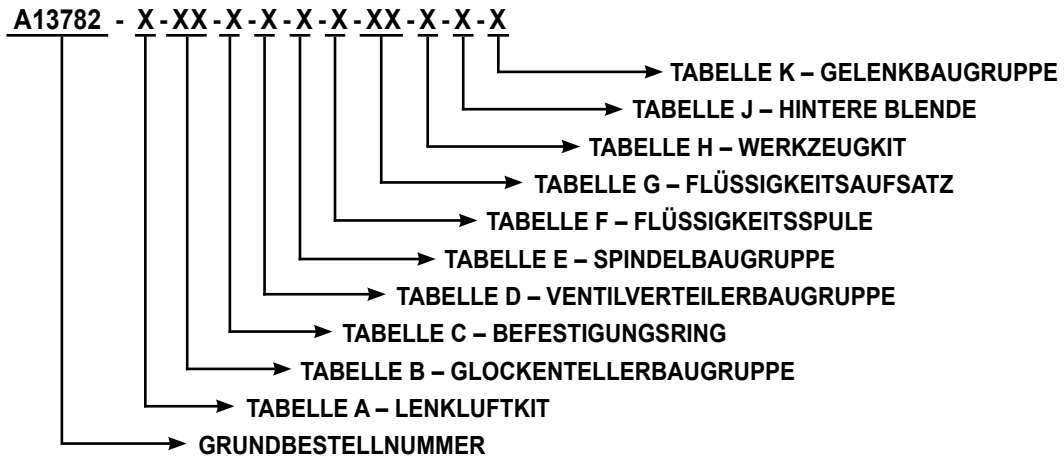 A13782 - X - XX - X - X - X - X - XX - X - X - X
TABELLE K – GELENKBAUGRUPPE
TABELLE J – HINTERE BLENDE
TABELLE H – WERKZEUGKIT
TABELLE G – FLÜSSIGKEITSAUFSATZ
TABELLE F – FLÜSSIGKEITSSPULE
TABELLE E – SPINDELBAUGRUPPE
TABELLE D – VENTILVERTEILERBAUGRUPPE
TABELLE C – BEFESTIGUNGSRING
TABELLE B – GLOCKENTELLERBAUGRUPPE
TABELLE A – LENKLUFTKIT
GRUNDBESTELLNUMMER